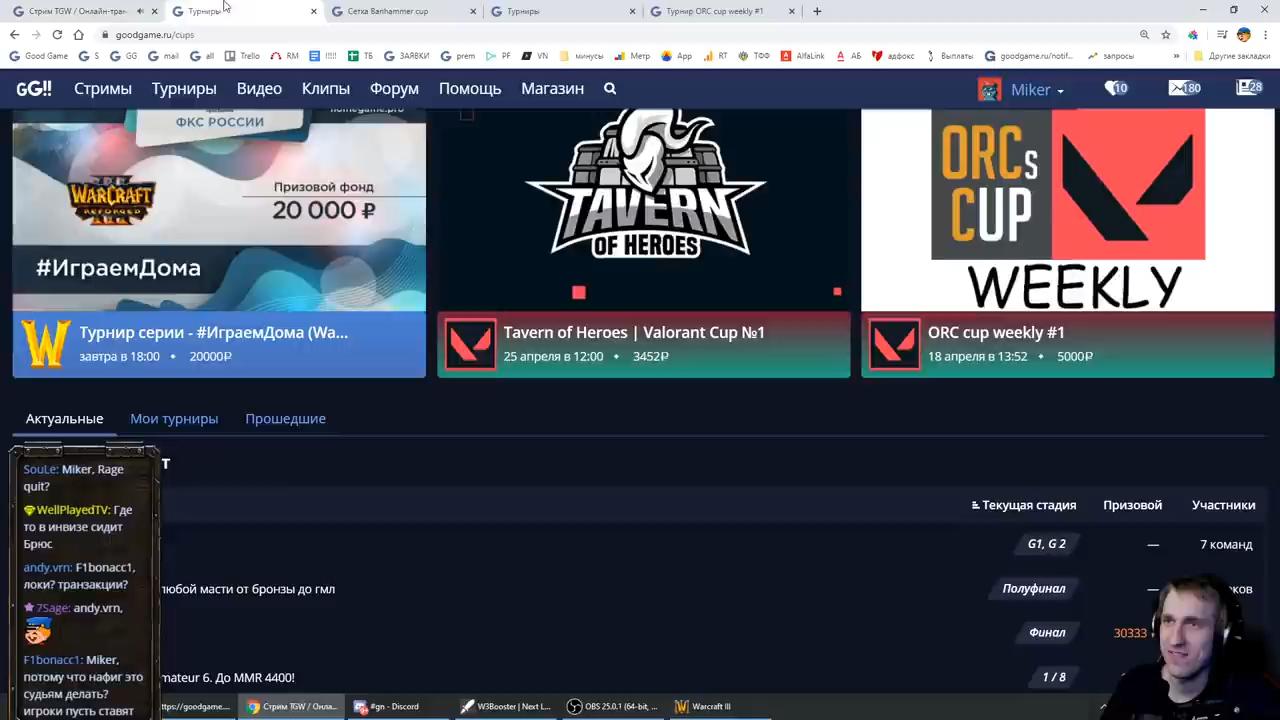 Стрим TGW / Онлайн-тран
Турниры
Сетка Banhammer cup
Турниры
Турнир ORC cup weekly #1
goodgame.ru/cups
Good Game
S
GG
mail
all
Trello
RM
!!!!
ТБ
ЗАЯВКИ
prem
PF
VN
минусы
Метр
App
RT
ТФФ
AlfaLink
АБ
адфокс
Выплаты
goodgame.ru/notif...
запросы
»
Другие закладки
GG!!
Стримы
Турниры
Видео
Клипы
Форум
Помощь
Магазин
Miker
10
180
28
ФКС РОССИИ
WARCRAFT
III
REFORGED
Призовой фонд
20 000 ₽
#ИграемДома
TAVERN
OF HEROES
ORCs
CUP
WEEKLY
Турнир серии - #ИграемДома (Wa...
завтра в 18:00 • 20000₽
Tavern of Heroes | Valorant Cup №1
25 апреля в 12:00 • 3452₽
ORC cup weekly #1
18 апреля в 13:52 • 5000₽
Актуальные
Мои турниры
Прошедшие
Т
Текущая стадия
Призовой
Участники
G1, G 2
—
7 команд
юбой масти от бронзы до гмл
Полуфинал
—
ков
Финал
30333
mateur 6. До MMR 4400!
1 / 8
SouLe: Miker, Rage
quit?
WellPlayedTV: Где
то в инвизе сидит
Брюс
andy.vrn: F1bonacc1,
локи? транзакции?
7Sage: andy.vrn,
F1bonacc1: Miker,
потому что нафиг это
судьям делать?
игроки пусть ставят
ttps://goodgame....
Стрим TGW / Онла...
#gn - Discord
W3Booster | Next L...
OBS 25.0.1 (64-bit, ...
Warcraft III